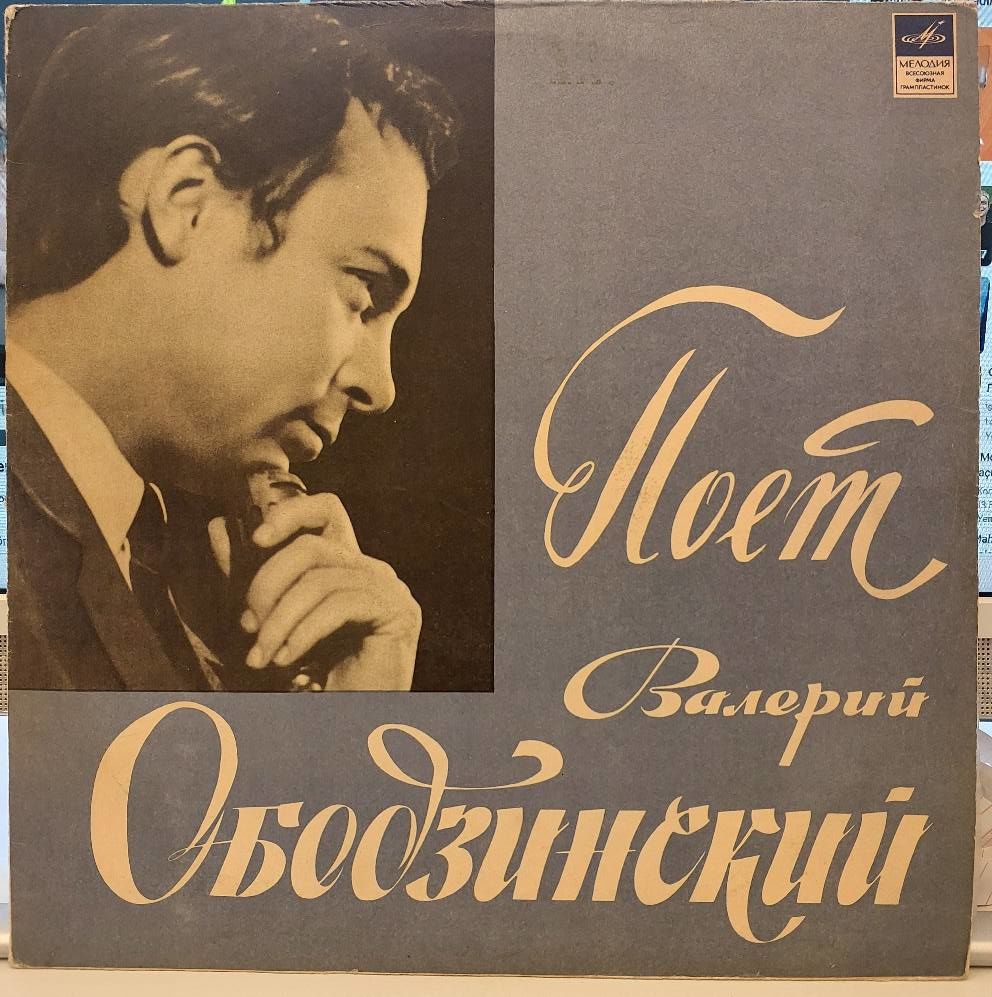 МЕЛОДИЯ
ВСЕСОЮЗНАЯ
ФИРМА
ГРАМПЛАСТИНОК
Поет
Валерий
Ободзинский